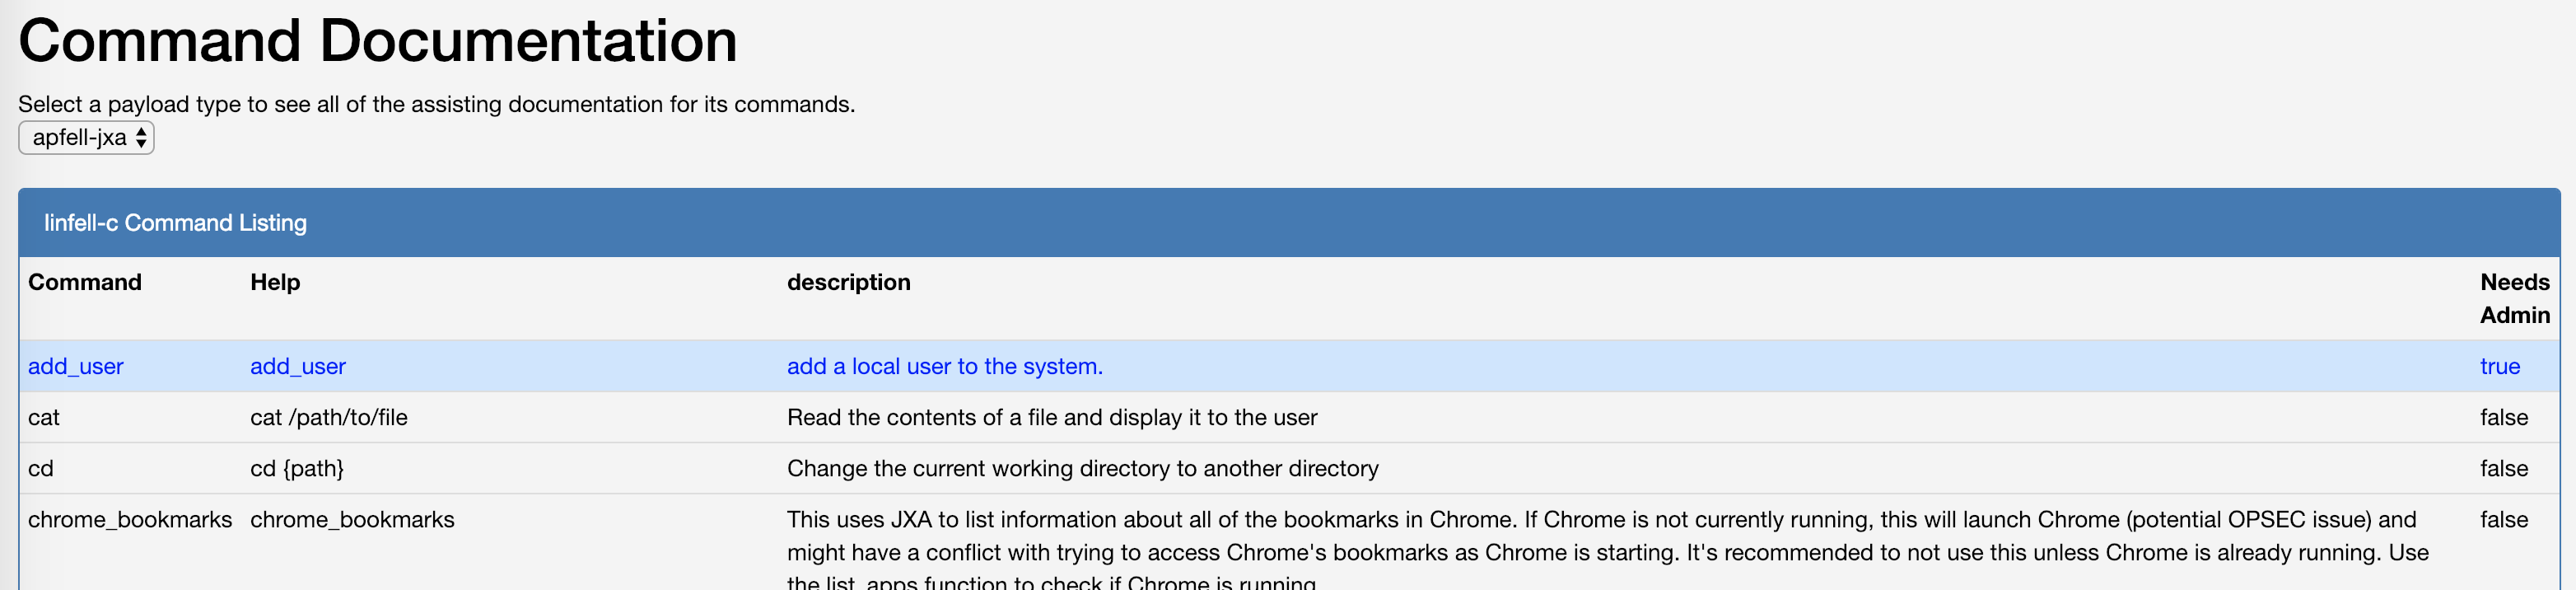 Command Documentation
Select a payload type to see all of the assisting documentation for its commands.
apfell-jxa
linfell-c Command Listing
Command Help description Needs Admin
add_user add_user add a local user to the system. true
cat cat /path/to/file Read the contents of a file and display it to the user false
cd cd {path} Change the current working directory to another directory false
chrome_bookmarks chrome_bookmarks This uses JXA to list information about all of the bookmarks in Chrome. If Chrome is not currently running, this will launch Chrome (potential OPSEC issue) and false
might have a conflict with trying to access Chrome's bookmarks as Chrome is starting. It's recommended to not use this unless Chrome is already running. Use
the list_apps function to check if Chrome is running